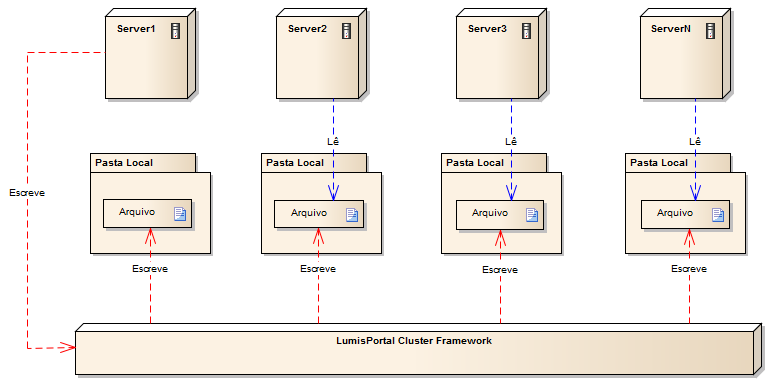 Server1
Server2
Server3
ServerN
Lê
Lê
Lê
Pasta Local
Pasta Local
Pasta Local
Pasta Local
Escreve
Arquivo
Arquivo
Arquivo
Arquivo
Escreve
Escreve
Escreve
Escreve
LumisPortal Cluster Framework